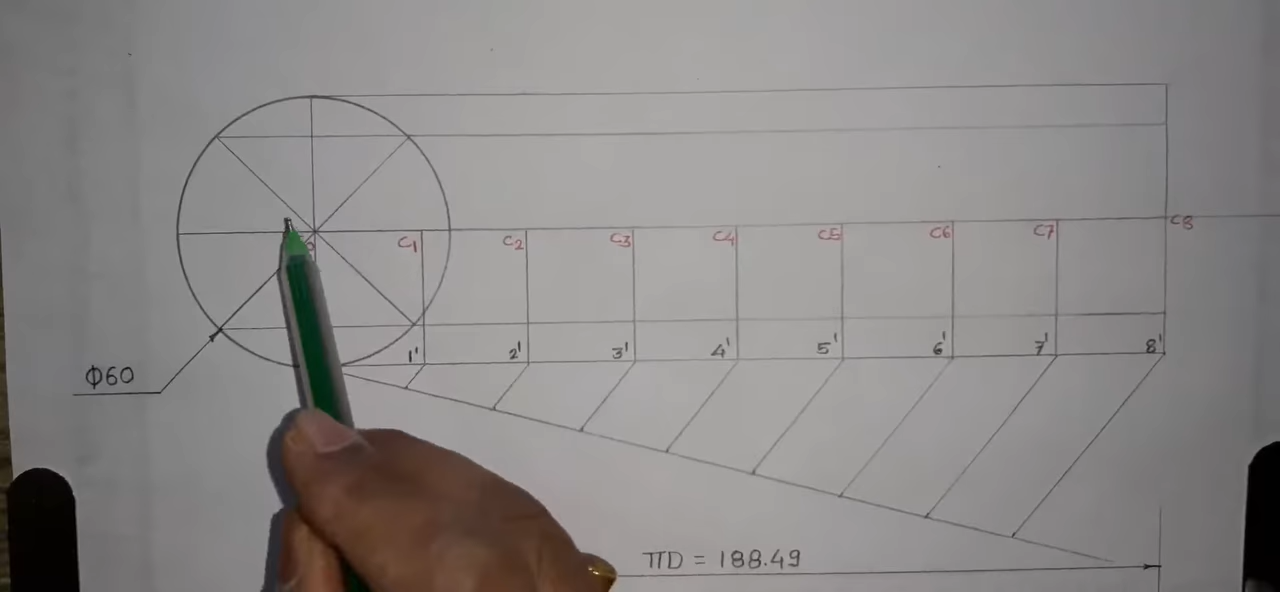 C1 C2 C3 C4 C5 C6 C7 C8
1' 2' 3' 4' 5' 6' 7' 8'
Φ60
ΠD = 188.49